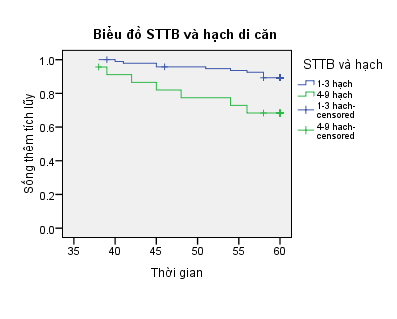 Biểu đồ STTB và hạch di căn
STTB và hạch
1-3 hạch
4-9 hạch
1-3 hạch-
censored
4-9 hạch-
censored
Sống thêm tích lũy
1.0
0.8
0.6
0.4
0.2
0.0
35 40 45 50 55 60
Thời gian